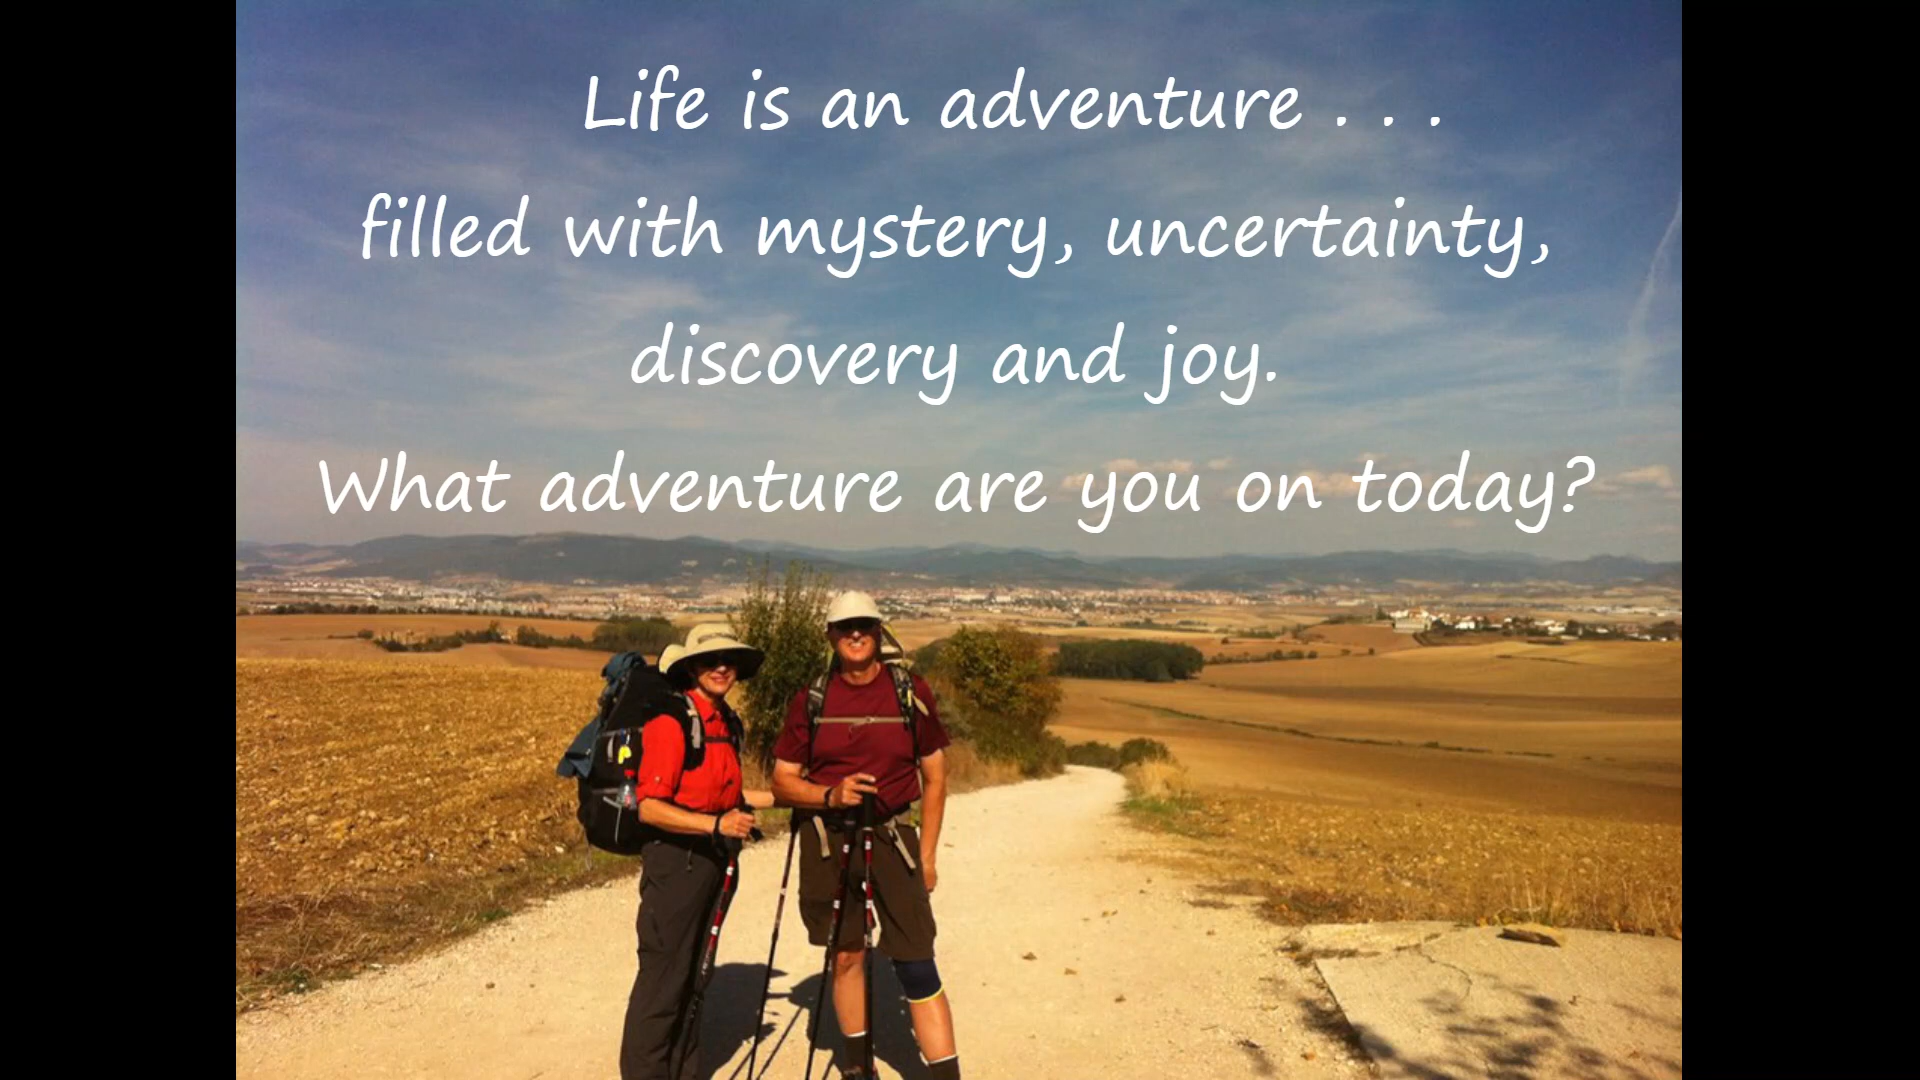 Life is an adventure . . .
filled with mystery, uncertainty,
discovery and joy.
What adventure are you on today?